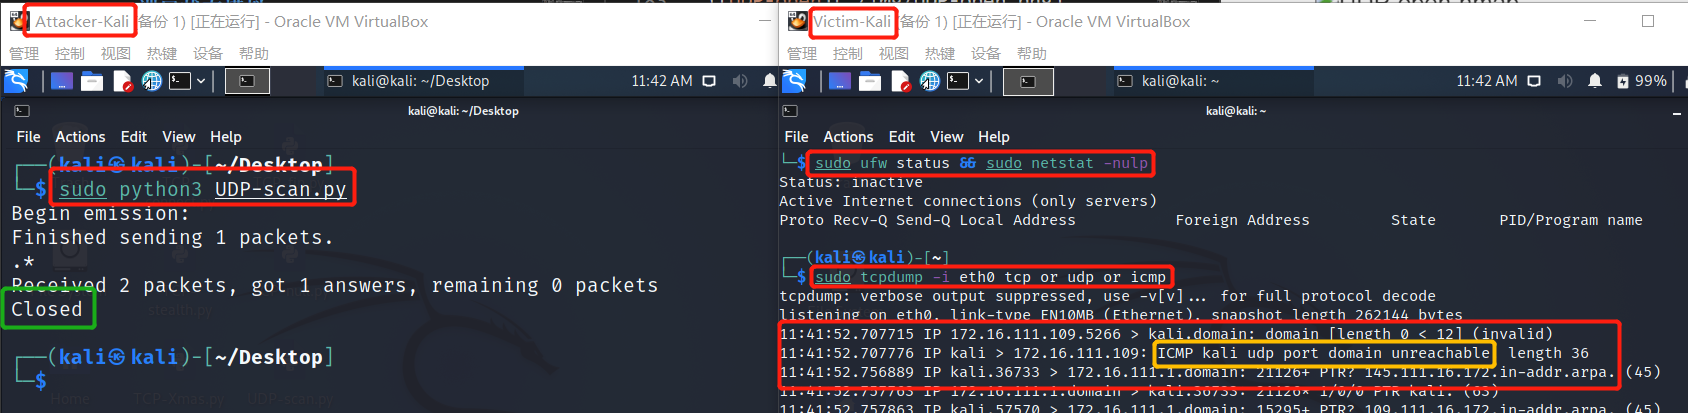 Attacker-Kali (备份 1) [正在运行] - Oracle VM VirtualBox
管理 控制 视图 热键 设备 帮助
kali@kali: ~/Desktop 11:42 AM
kali@kali: ~/Desktop
File Actions Edit View Help
┌──(kali㉿kali)-[~/Desktop]
└─$ sudo python3 UDP-scan.py
Begin emission:
Finished sending 1 packets.
.*
Received 2 packets, got 1 answers, remaining 0 packets
Closed
┌──(kali㉿kali)-[~/Desktop]
└─$
stealth.py
Home TCP-Xmas.py UDP-scan.py
Victim-Kali (备份 1) [正在运行] - Oracle VM VirtualBox
管理 控制 视图 热键 设备 帮助
kali@kali: ~ 11:42 AM 99%
kali@kali: ~
File Actions Edit View Help
└─$ sudo ufw status && sudo netstat -nulp
Status: inactive
Active Internet connections (only servers)
Proto Recv-Q Send-Q Local Address Foreign Address State PID/Program name
┌──(kali㉿kali)-[~]
└─$ sudo tcpdump -i eth0 tcp or udp or icmp
tcpdump: verbose output suppressed, use -v[v]... for full protocol decode
listening on eth0, link-type EN10MB (Ethernet), snapshot length 262144 bytes
11:41:52.707715 IP 172.16.111.109.5266 > kali.domain: domain [length 0 < 12] (invalid)
11:41:52.707776 IP kali > 172.16.111.109: ICMP kali udp port domain unreachable, length 36
11:41:52.756889 IP kali.36733 > 172.16.111.1.domain: 21126+ PTR? 145.111.16.172.in-addr.arpa. (45)
11:41:52.757763 IP 172.16.111.1.domain > kali.36733: 21126* 1/0/0 PTR kali. (63)
11:41:52.757863 IP kali.57570 > 172.16.111.1.domain: 15295+ PTR? 109.111.16.172.in-addr.arpa. (45)